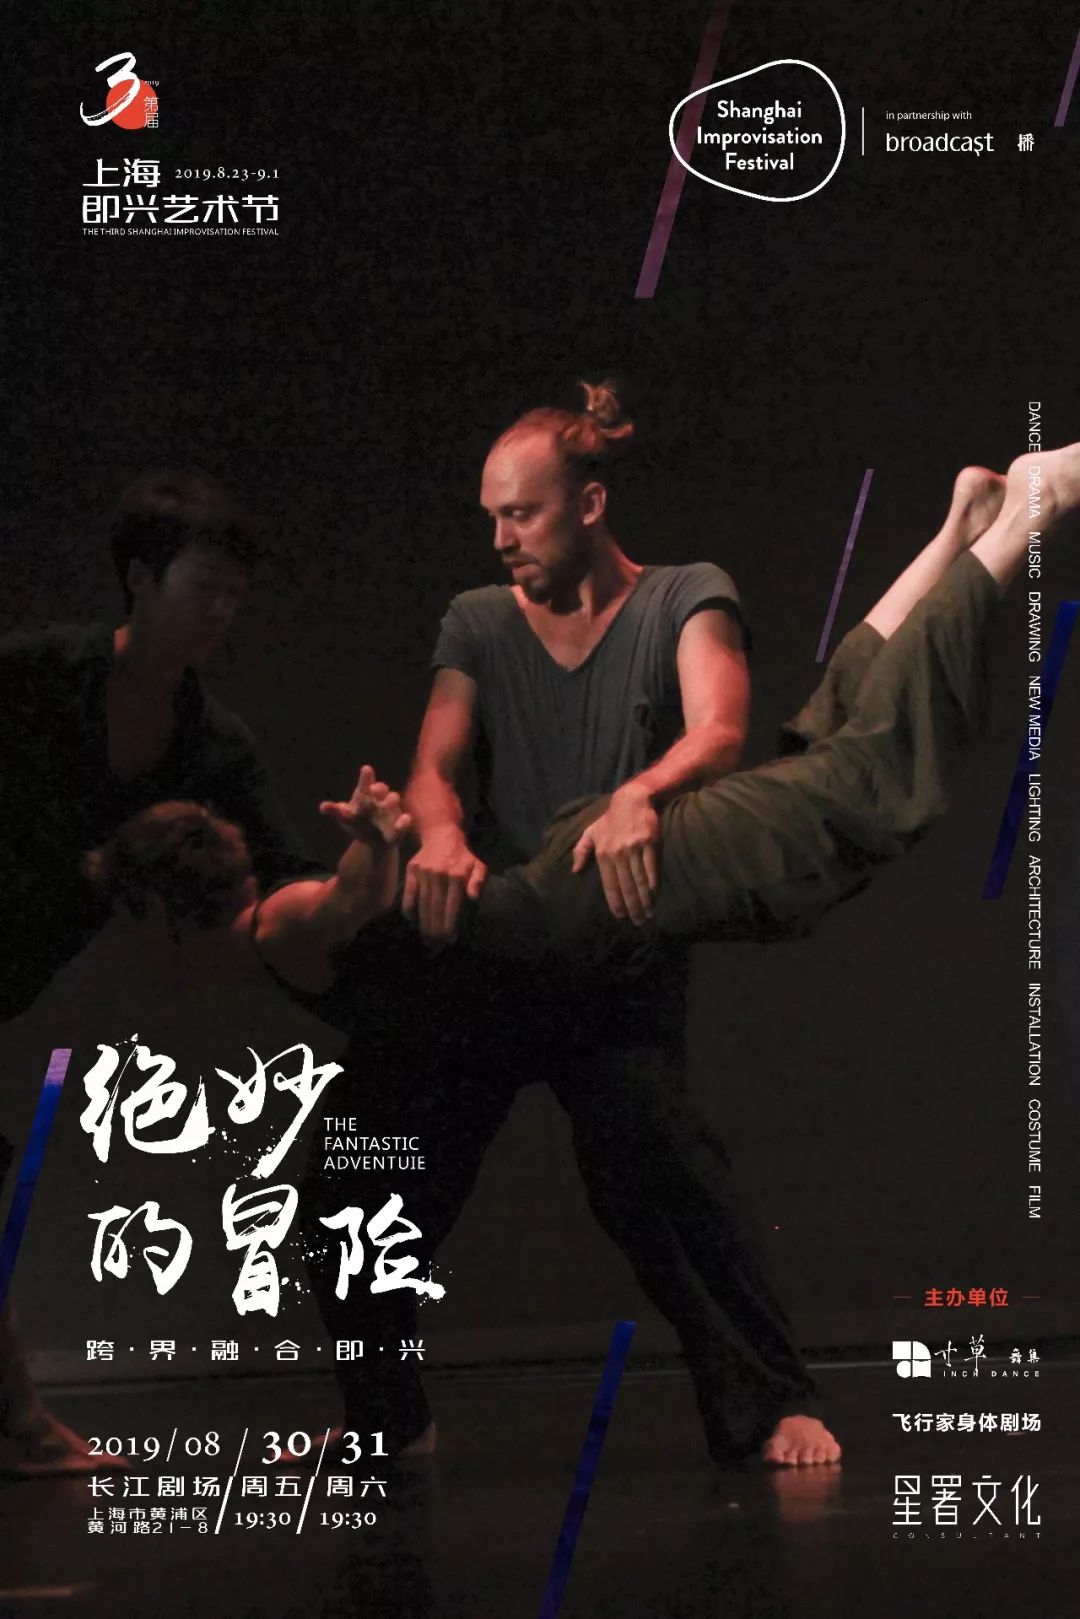 3
2019
第
届
上海 2019.8.23-9.1
即兴艺术节
THE THIRD SHANGHAI IMPROVISATION FESTIVAL
Shanghai
Improvisation
Festival
in partnership with
broadcast 播
DANCE DRAMA MUSIC DRAWING NEW MEDIA LIGHTING ARCHITECTURE INSTALLATION COSTUME FILM
绝妙
THE
FANTASTIC
ADVENTUIE
的冒险
跨·界·融·合·即·兴
2019/08/30/31
长江剧场/周五/周六
上海市黄浦区
黄河路21-8
19:30/19:30
主办单位
寸草 舞集
INCH DANCE
飞行家身体剧场
星署文化
CONSULTANT